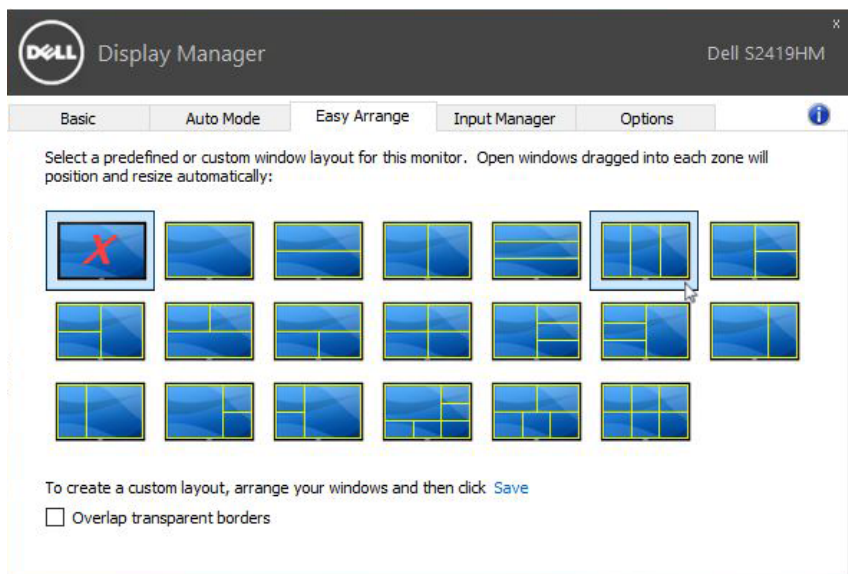 x
DELL
Display Manager
Dell S2419HM
Basic
Auto Mode
Easy Arrange
Input Manager
Options
i
Select a predefined or custom window layout for this monitor. Open windows dragged into each zone will
position and resize automatically:
X
To create a custom layout, arrange your windows and then click Save
Overlap transparent borders